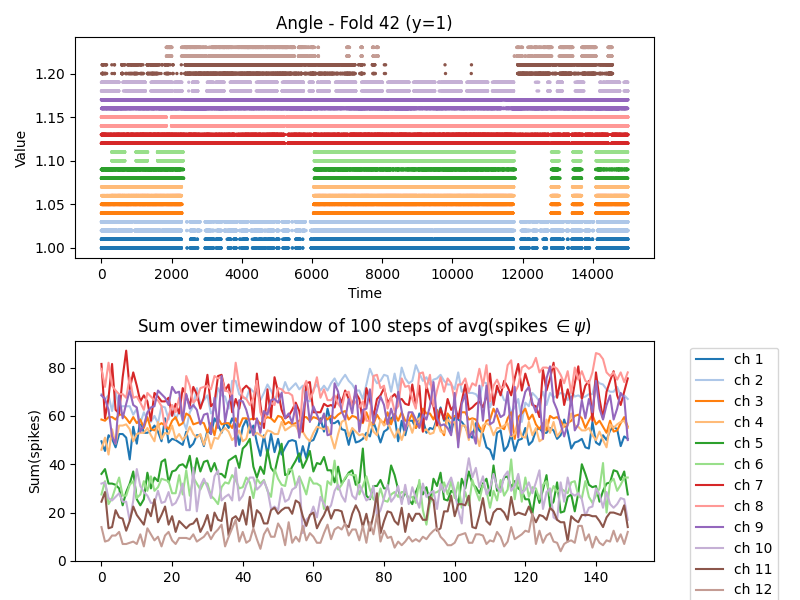 Angle - Fold 42 (y=1)
Value
1.20
1.15
1.10
1.05
1.00
0 2000 4000 6000 8000 10000 12000 14000
Time
Sum over timewindow of 100 steps of avg(spikes ∈ ψ)
Sum(spikes)
80
60
40
20
0
0 20 40 60 80 100 120 140
ch 1
ch 2
ch 3
ch 4
ch 5
ch 6
ch 7
ch 8
ch 9
ch 10
ch 11
ch 12